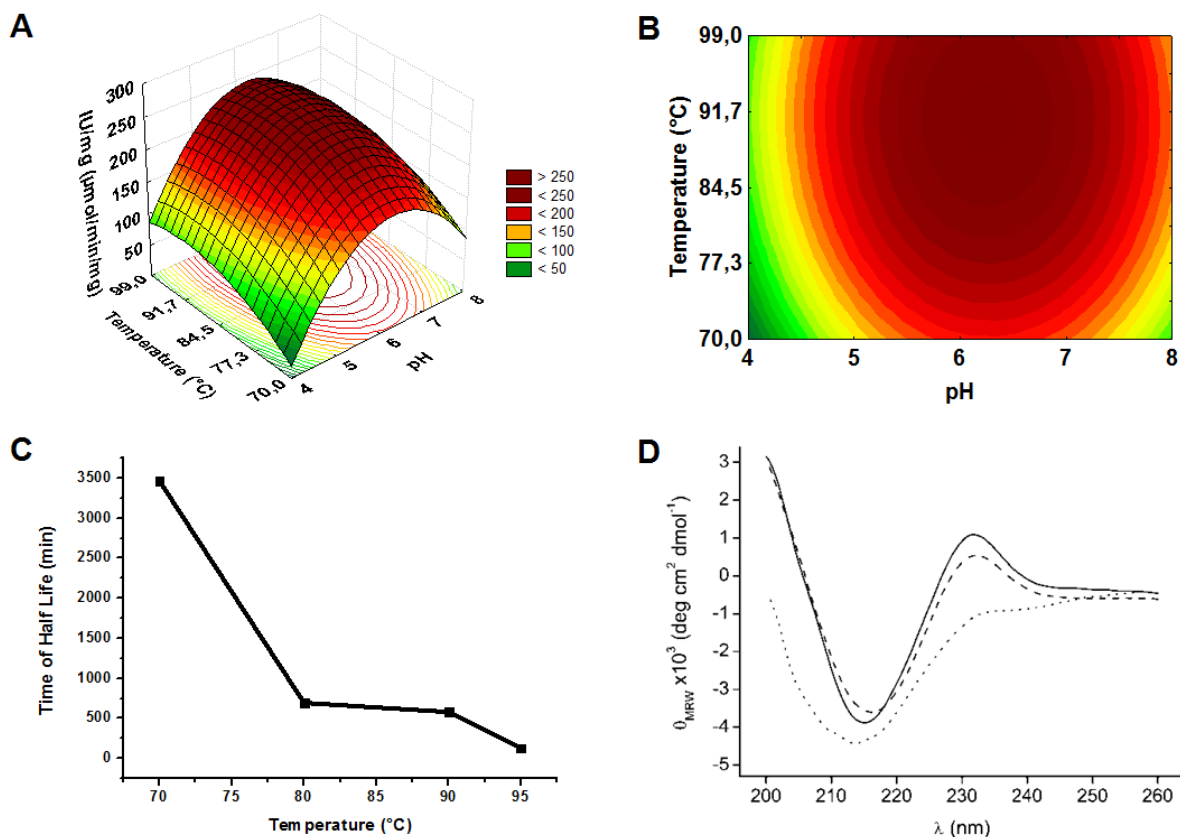 A
IU/mg (µmol/min/mg)
300
250
200
150
100
50
99,0
91,7
84,5
77,3
70,0
Temperature (°C)
4
5
6
7
8
pH
> 250
< 250
< 200
< 150
< 100
< 50
B
Temperature (°C)
99,0
91,7
84,5
77,3
70,0
4 5 6 7 8
pH
C
Time of Half Life (min)
3500
3000
2500
2000
1500
1000
500
0
70 75 80 85 90 95
Temperature (°C)
D
θMRW x10³ (deg cm² dmol⁻¹)
3
2
1
0
-1
-2
-3
-4
-5
200 210 220 230 240 250 260
λ (nm)